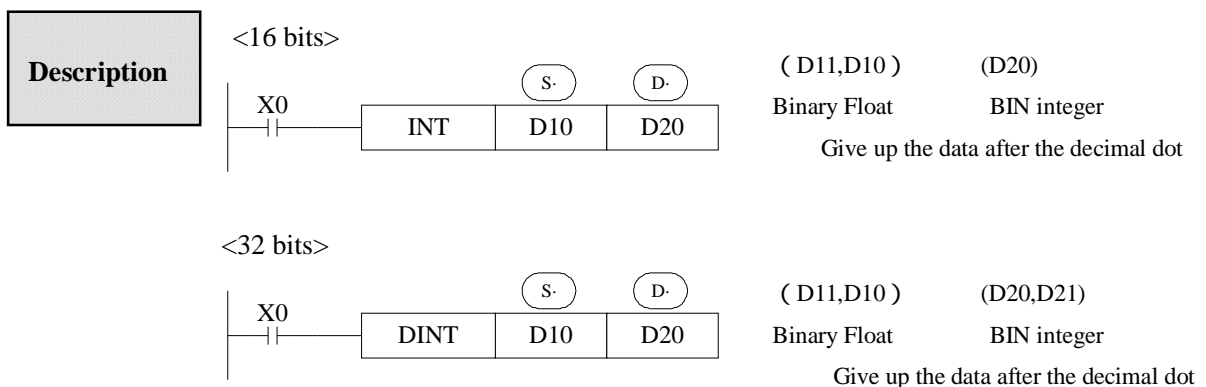 Description
<16 bits>
X0
S·
D·
INT D10 D20
(D11,D10) (D20)
Binary Float BIN integer
Give up the data after the decimal dot
<32 bits>
X0
S·
D·
DINT D10 D20
(D11,D10) (D20,D21)
Binary Float BIN integer
Give up the data after the decimal dot